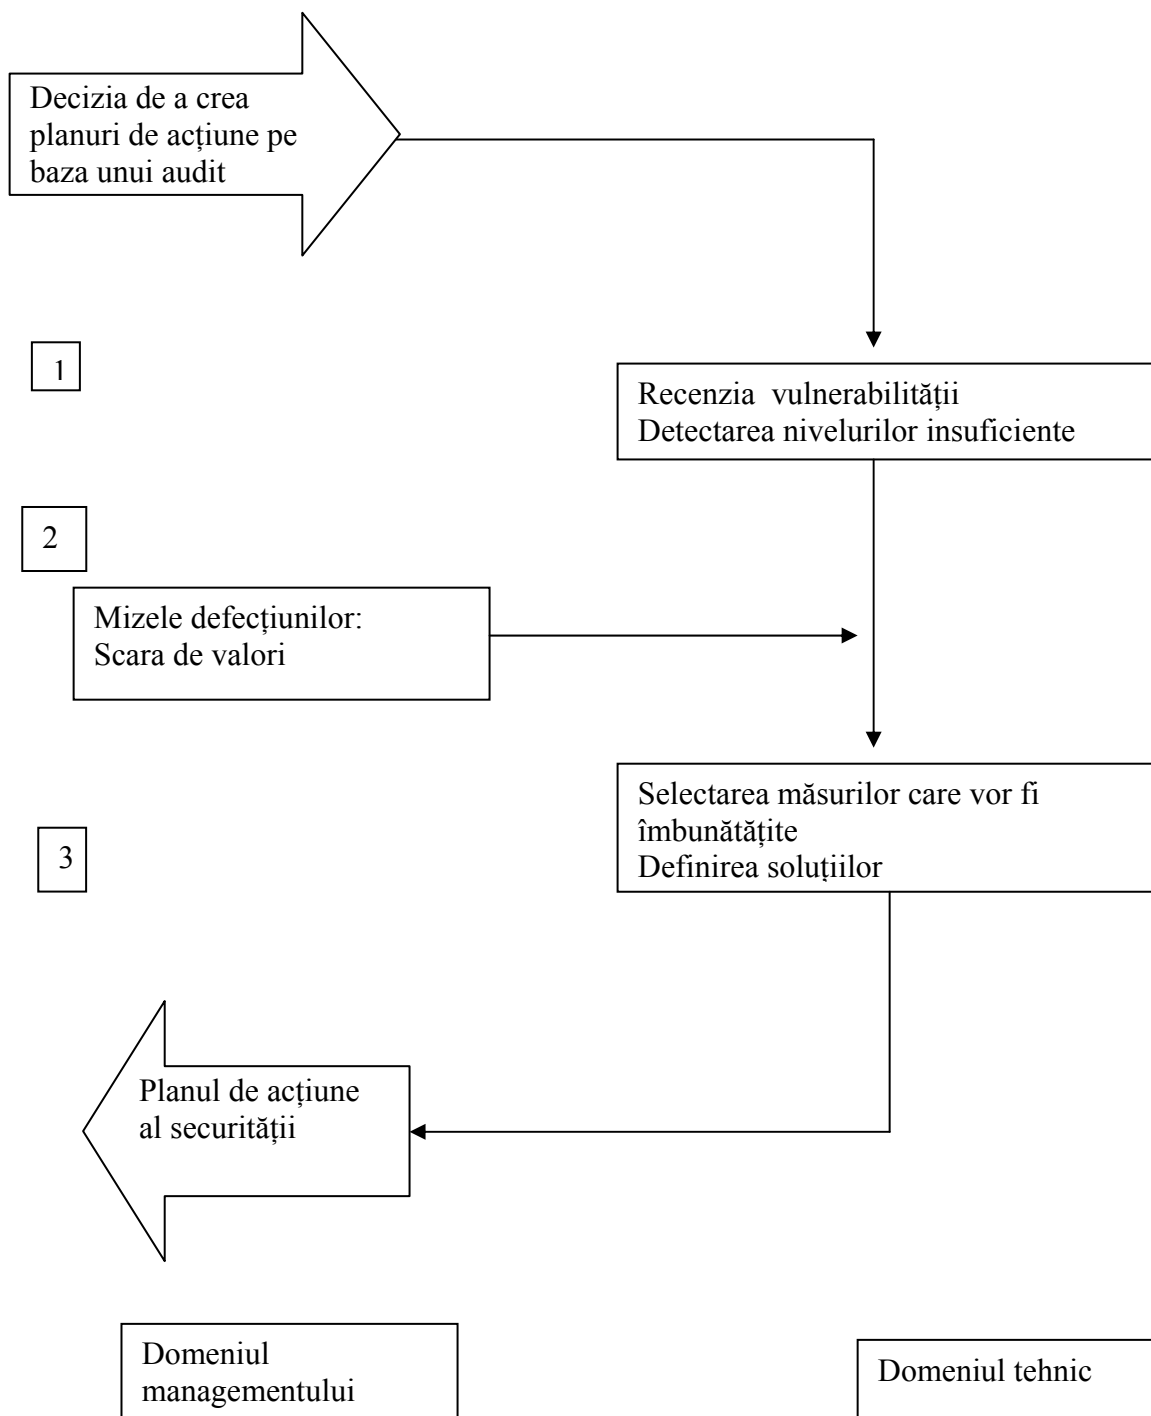 Decizia de a crea
planuri de acțiune pe
baza unui audit
1
Recenzia vulnerabilității
Detectarea nivelurilor insuficiente
2
Mizele defecțiunilor:
Scara de valori
Selectarea măsurilor care vor fi
îmbunătățite
Definirea soluțiilor
3
Planul de acțiune
al securității
Domeniul
managementului
Domeniul tehnic